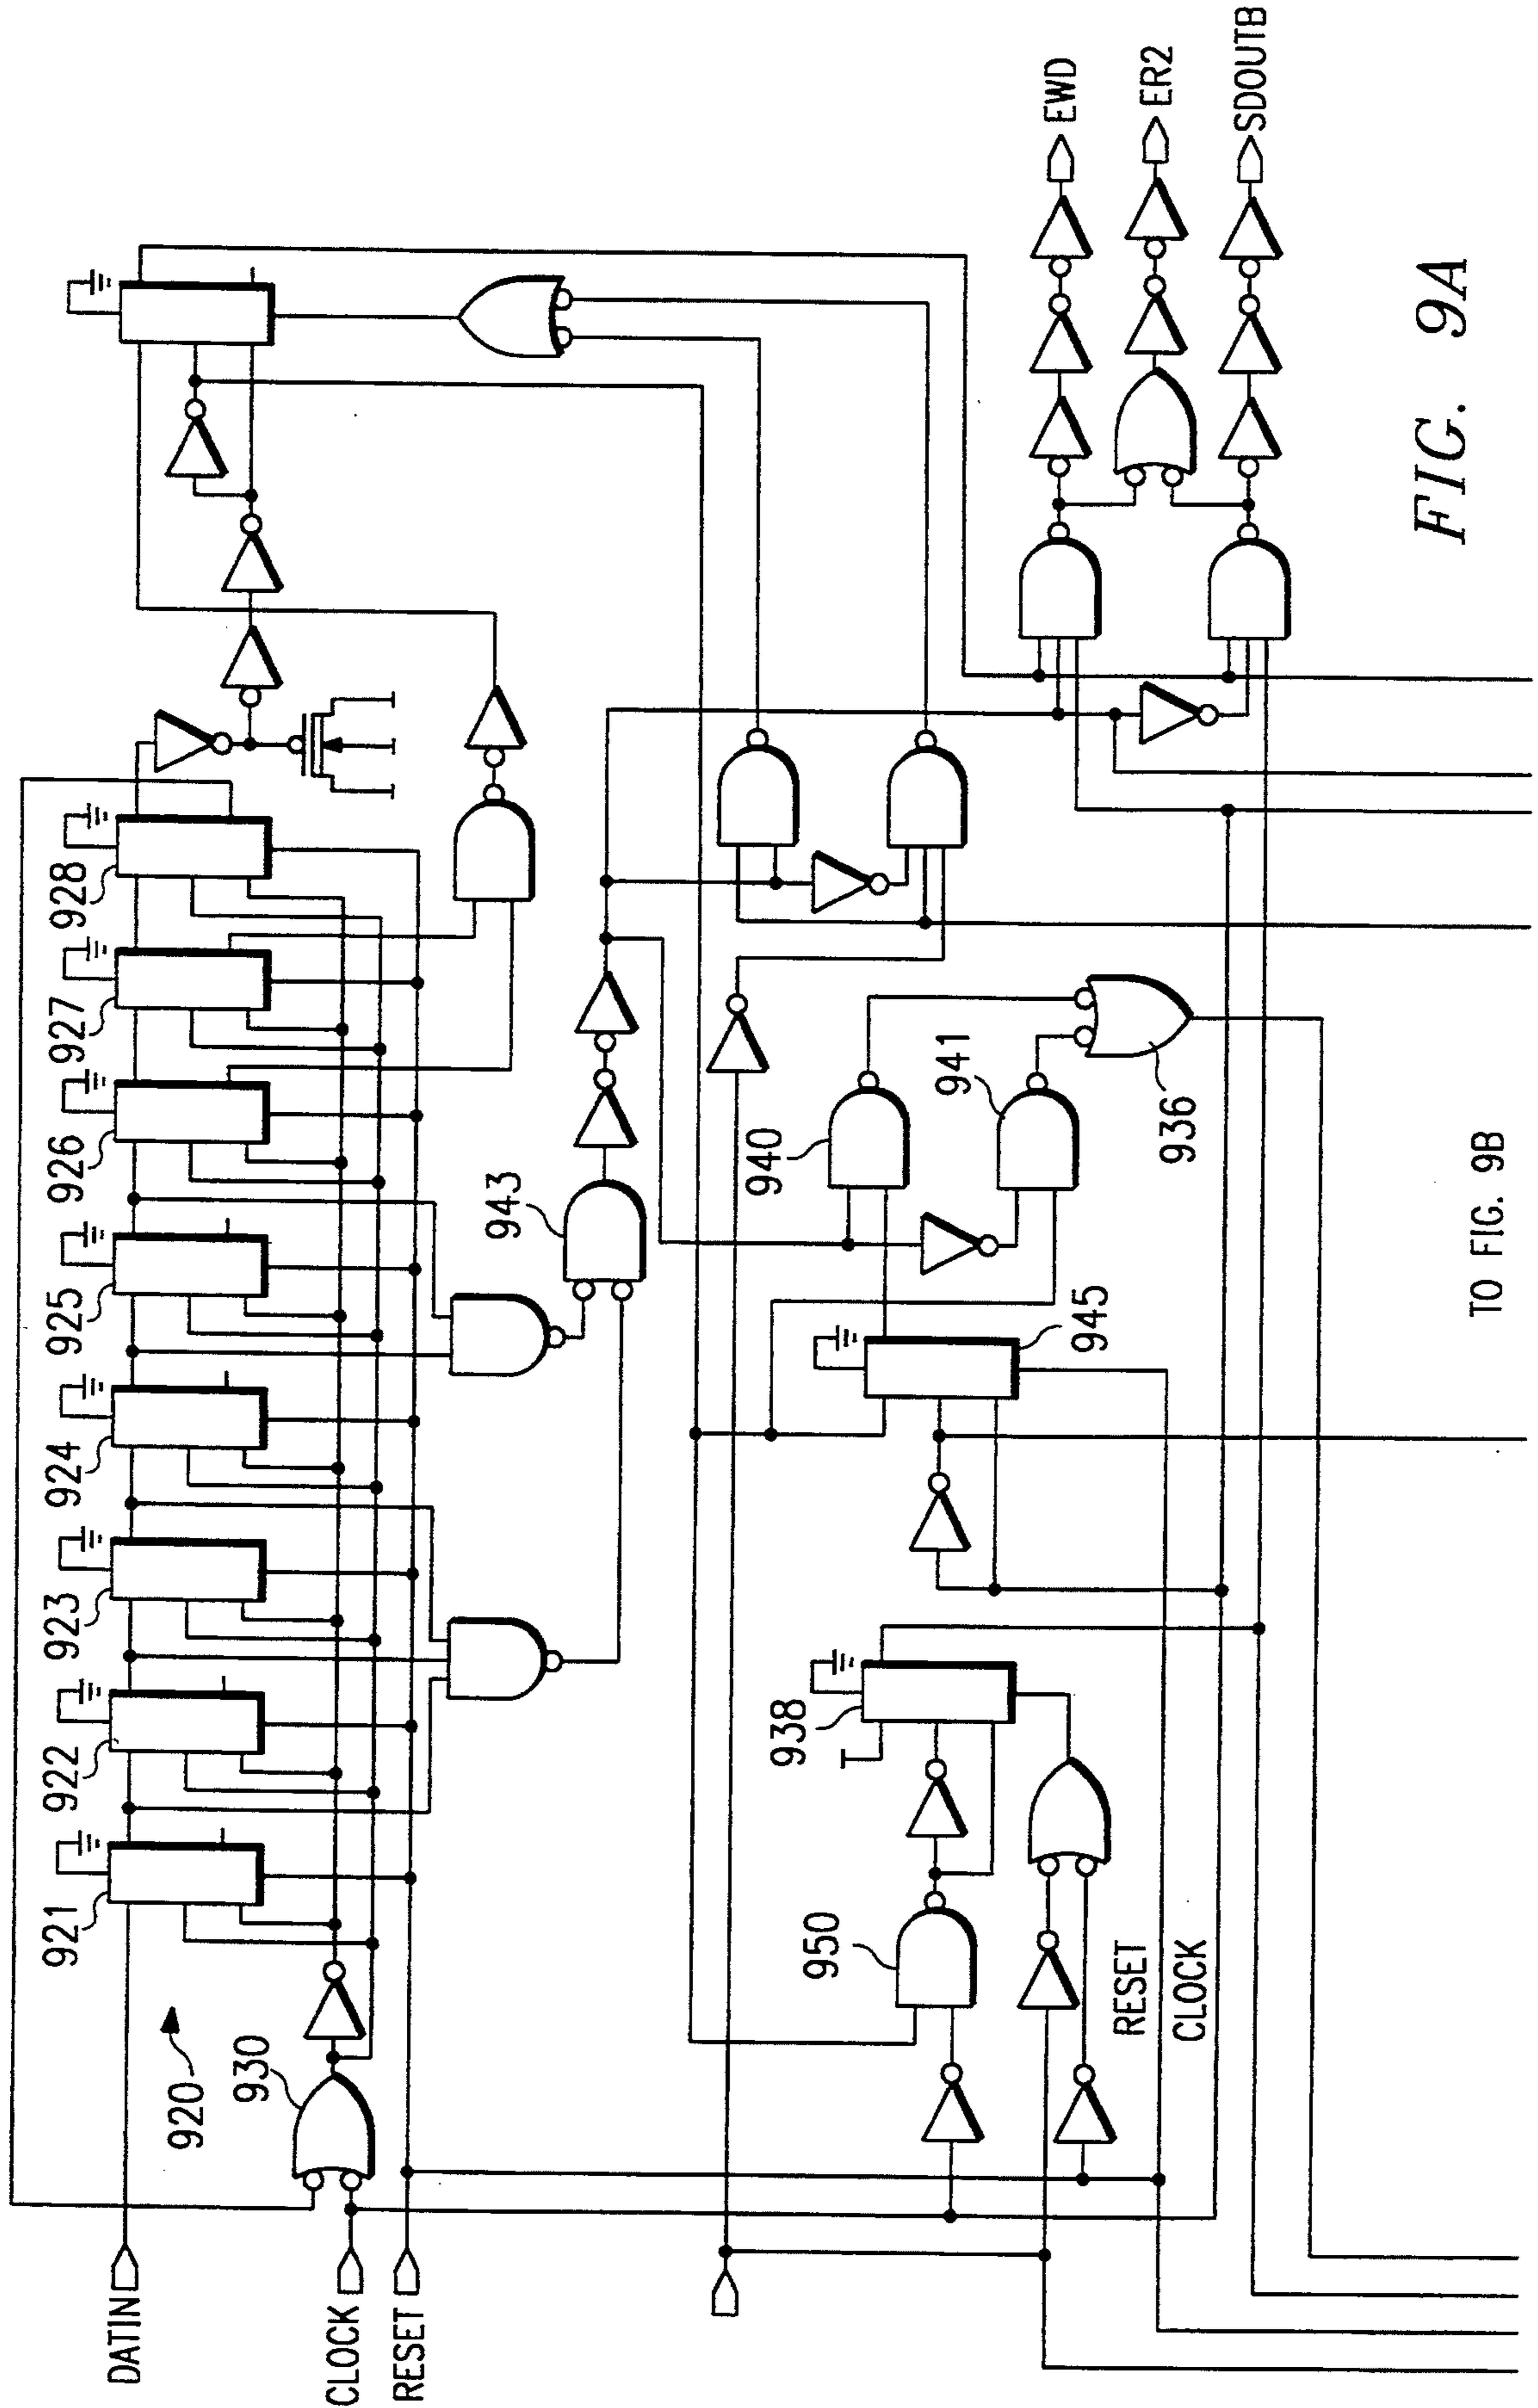 921
922
923
924
925
926
927
928
920
930
DATIN
CLOCK
RESET
943
950
938
945
940
941
936
RESET
CLOCK
EWD
ER2
SDOUTB
TO FIG. 9B
FIG. 9A